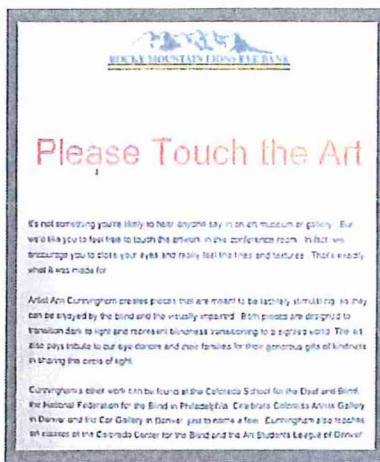 ROCKY MOUNTAIN LIONS EYE BANK
Please Touch the Art
It's not something you're likely to hear anyone say in an art museum or gallery. But
we'd like you to feel free to touch the artwork in this conference room. In fact, we
encourage you to close your eyes and really feel the lines and textures. That's exactly
what it was made for.
Artist Ann Cunningham creates pieces that are meant to be tactilely stimulating, so they
can be enjoyed by the blind and the visually impaired. Both pieces are designed to
transition dark to light and represent blindness transitioning to a sighted world. The art
also pays tribute to our eye donors and their families for their generous gifts of kindness
in sharing the circle of light.
Cunningham's other work can be found at the Colorado School for the Deaf and Blind,
the National Federation for the Blind in Philadelphia, Celebrate Colorado Artists Gallery
in Denver and the Cor Gallery in Denver just to name a few. Cunningham also teaches
art classes at the Colorado Center for the Blind and the Art Students League of Denver